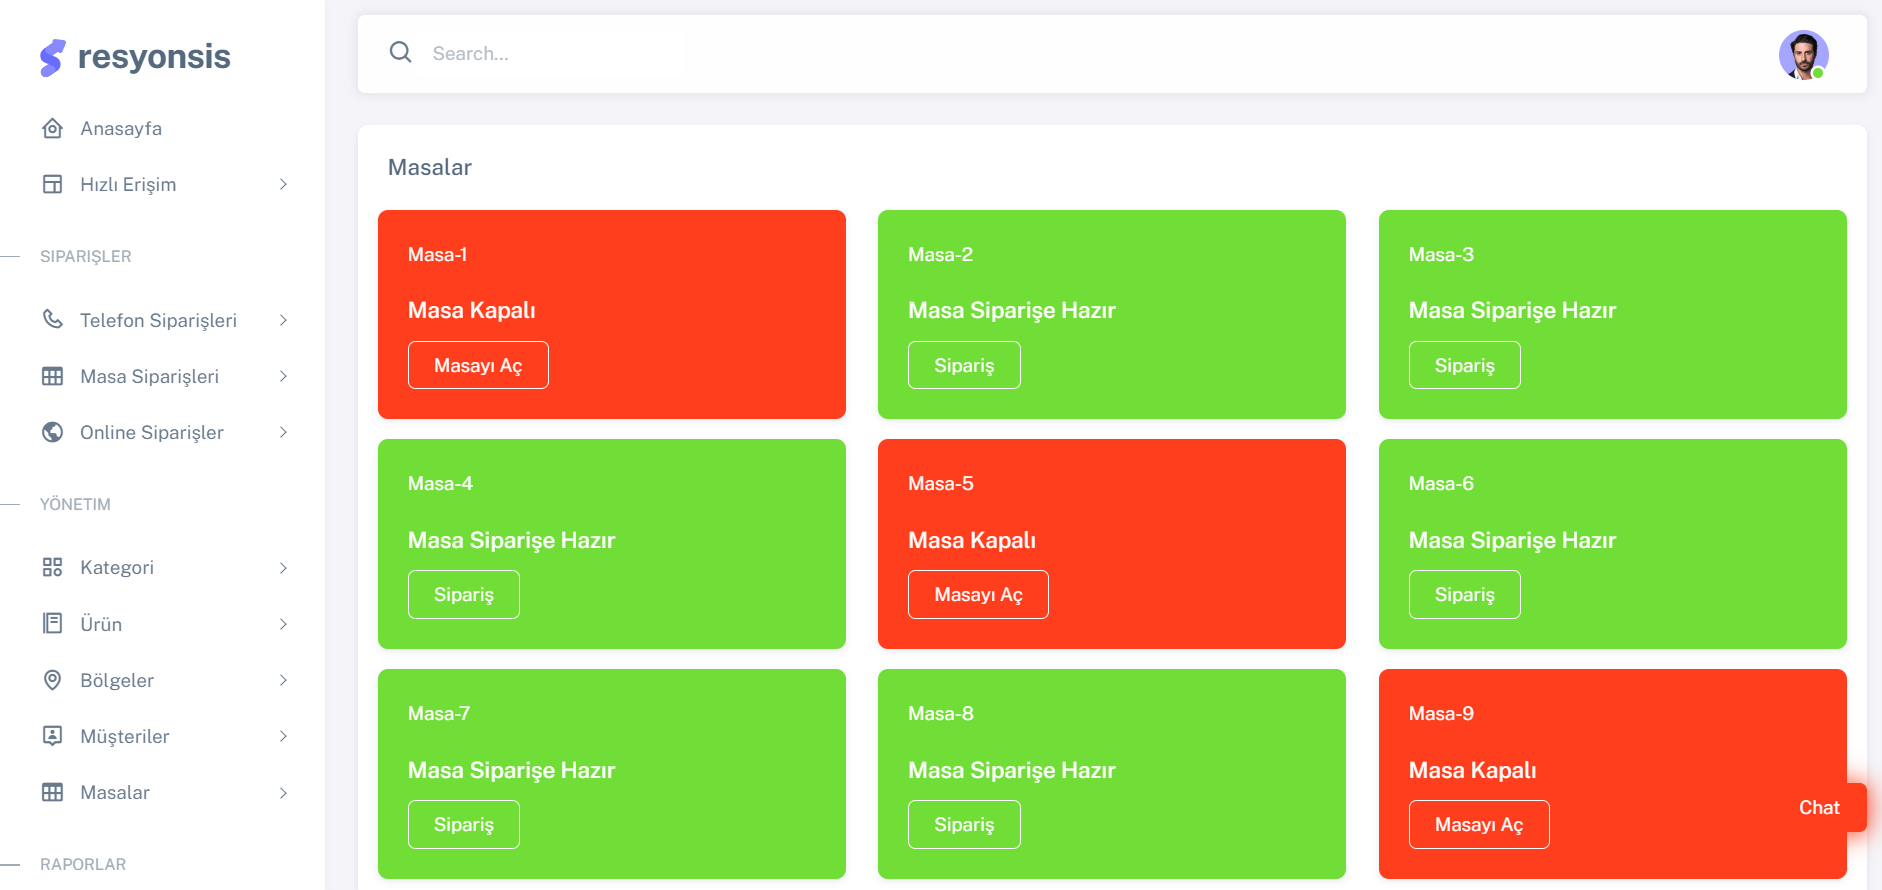 resyonsis
Anasayfa
Hızlı Erişim
SIPARIŞLER
Telefon Siparişleri
Masa Siparişleri
Online Siparişler
YÖNETIM
Kategori
Ürün
Bölgeler
Müşteriler
Masalar
RAPORLAR
Search...
Masalar
Masa-1
Masa Kapalı
Masayı Aç
Masa-2
Masa Siparişe Hazır
Sipariş
Masa-3
Masa Siparişe Hazır
Sipariş
Masa-4
Masa Siparişe Hazır
Sipariş
Masa-5
Masa Kapalı
Masayı Aç
Masa-6
Masa Siparişe Hazır
Sipariş
Masa-7
Masa Siparişe Hazır
Sipariş
Masa-8
Masa Siparişe Hazır
Sipariş
Masa-9
Masa Kapalı
Masayı Aç
Chat